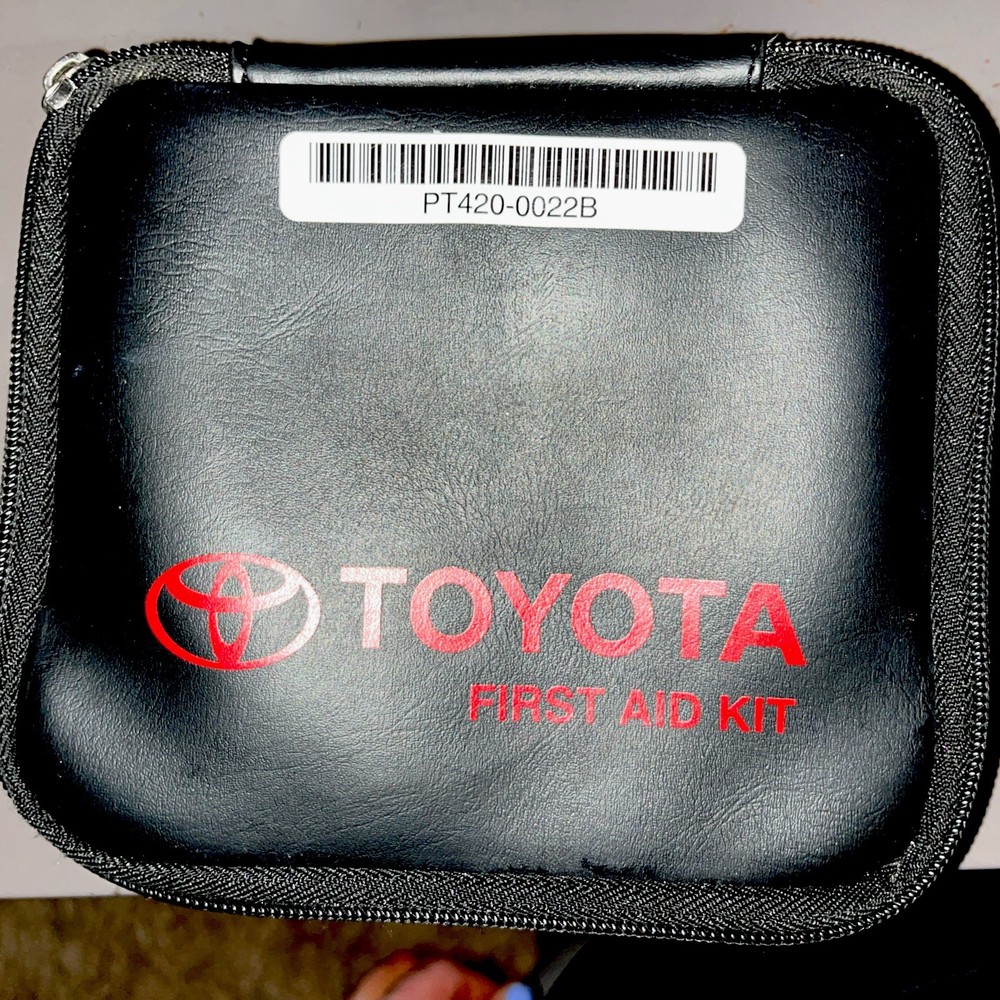 PT420-0022B
TOYOTA
FIRST AID KIT